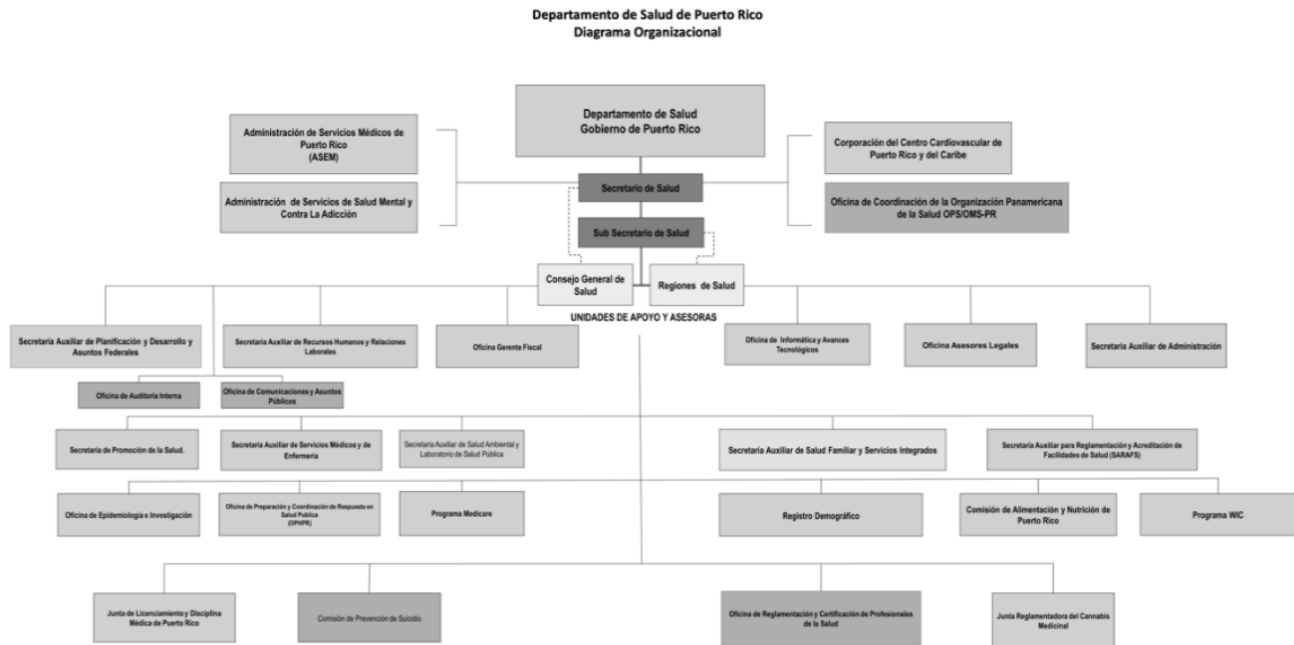 Departamento de Salud de Puerto Rico
Diagrama Organizacional
Departamento de Salud
Gobierno de Puerto Rico
Administración de Servicios Médicos de
Puerto Rico
(ASEM)
Corporación del Centro Cardiovascular de
Puerto Rico y del Caribe
Secretario de Salud
Administración de Servicios de Salud Mental y
Contra La Adicción
Oficina de Coordinación de la Organización Panamericana
de la Salud OPS/OMS-PR
Sub Secretario de Salud
Consejo General de
Salud
Regiones de Salud
UNIDADES DE APOYO Y ASESORAS
Secretaría Auxiliar de Planificación y Desarrollo y
Asuntos Federales
Secretaría Auxiliar de Recursos Humanos y Relaciones
Laborales
Oficina Gerente Fiscal
Oficina de Informática y Avances
Tecnológicos
Oficina Asesores Legales
Secretaría Auxiliar de Administración
Oficina de Auditoría Interna
Oficina de Comunicaciones y Asuntos
Públicos
Secretaría de Promoción de la Salud.
Secretaría Auxiliar de Servicios Médicos y de
Enfermería
Secretaría Auxiliar de Salud Ambiental y
Laboratorio de Salud Pública
Secretaría Auxiliar de Salud Familiar y Servicios Integrados
Secretaría Auxiliar para Reglamentación y Acreditación de
Facilidades de Salud (SARAFS)
Oficina de Epidemiología e Investigación
Oficina de Preparación y Coordinación de Respuesta en
Salud Publica
(OPHPR)
Programa Medicare
Registro Demográfico
Comisión de Alimentación y Nutrición de
Puerto Rico
Programa WIC
Junta de Licenciamiento y Disciplina
Médica de Puerto Rico
Comisión de Prevención de Suicidio
Oficina de Reglamentación y Certificación de Profesionales
de la Salud
Junta Reglamentadora del Cannabis
Medicinal